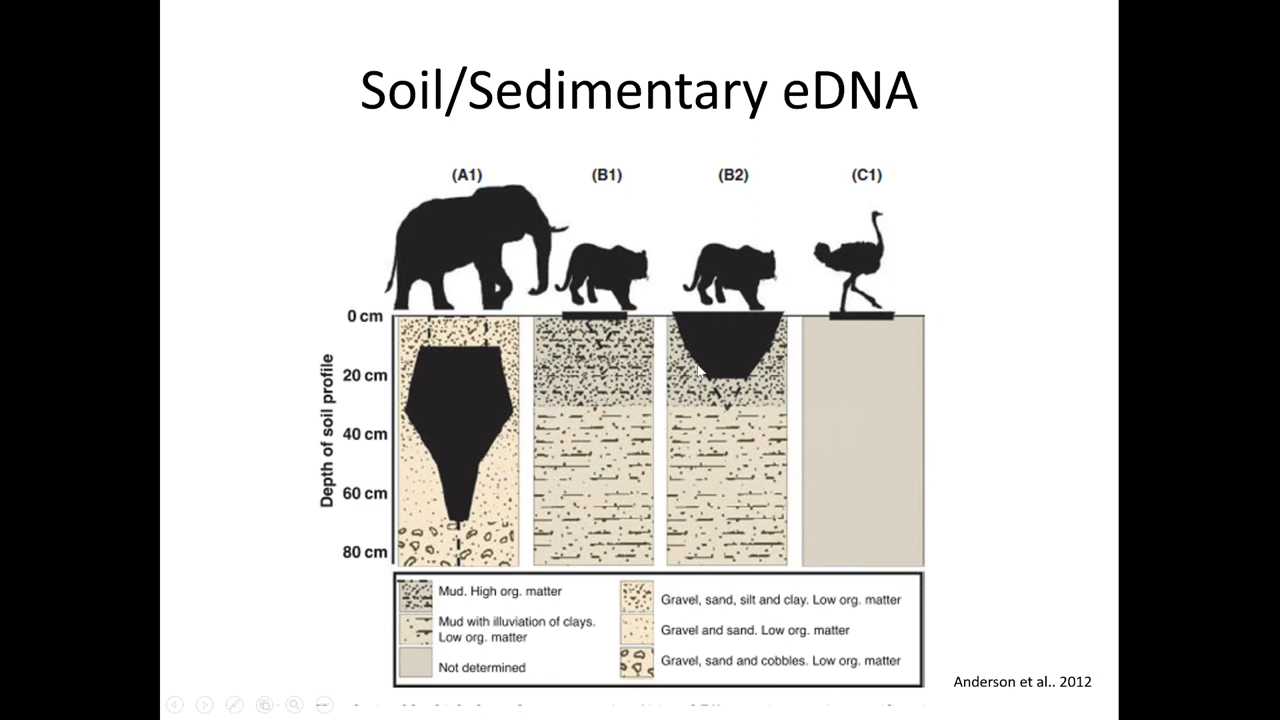 Soil/Sedimentary eDNA
(A1) (B1) (B2) (C1)
0 cm
20 cm
40 cm
60 cm
80 cm
Depth of soil profile
Mud. High org. matter
Mud with illuviation of clays.
Low org. matter
Not determined
Gravel, sand, silt and clay. Low org. matter
Gravel and sand. Low org. matter
Gravel, sand and cobbles. Low org. matter
Anderson et al.. 2012